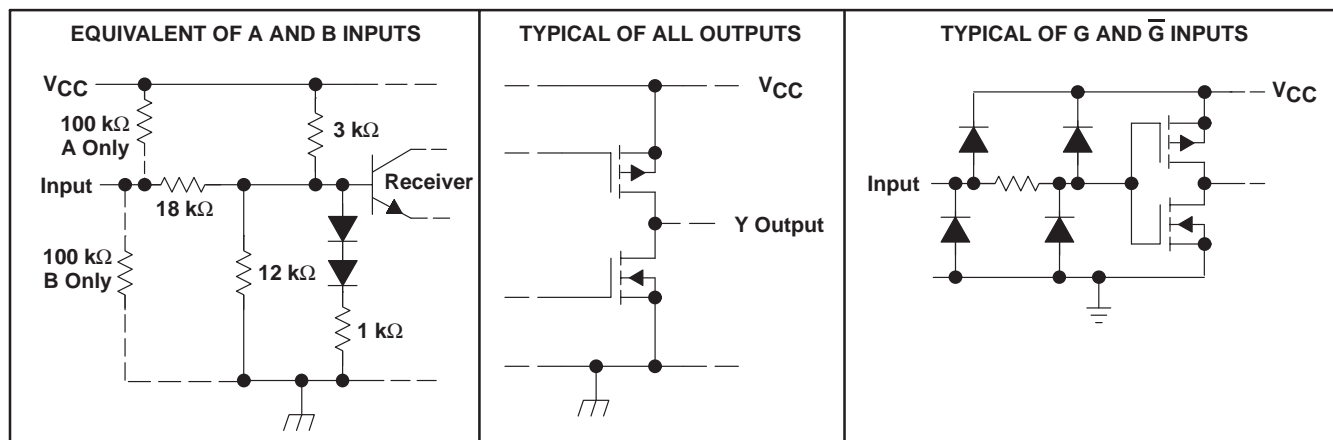 EQUIVALENT OF A AND B INPUTS
VCC
100 kΩ
A Only
3 kΩ
Input
Receiver
18 kΩ
100 kΩ
B Only
12 kΩ
1 kΩ
TYPICAL OF ALL OUTPUTS
VCC
Y Output
TYPICAL OF G AND G̅ INPUTS
VCC
Input